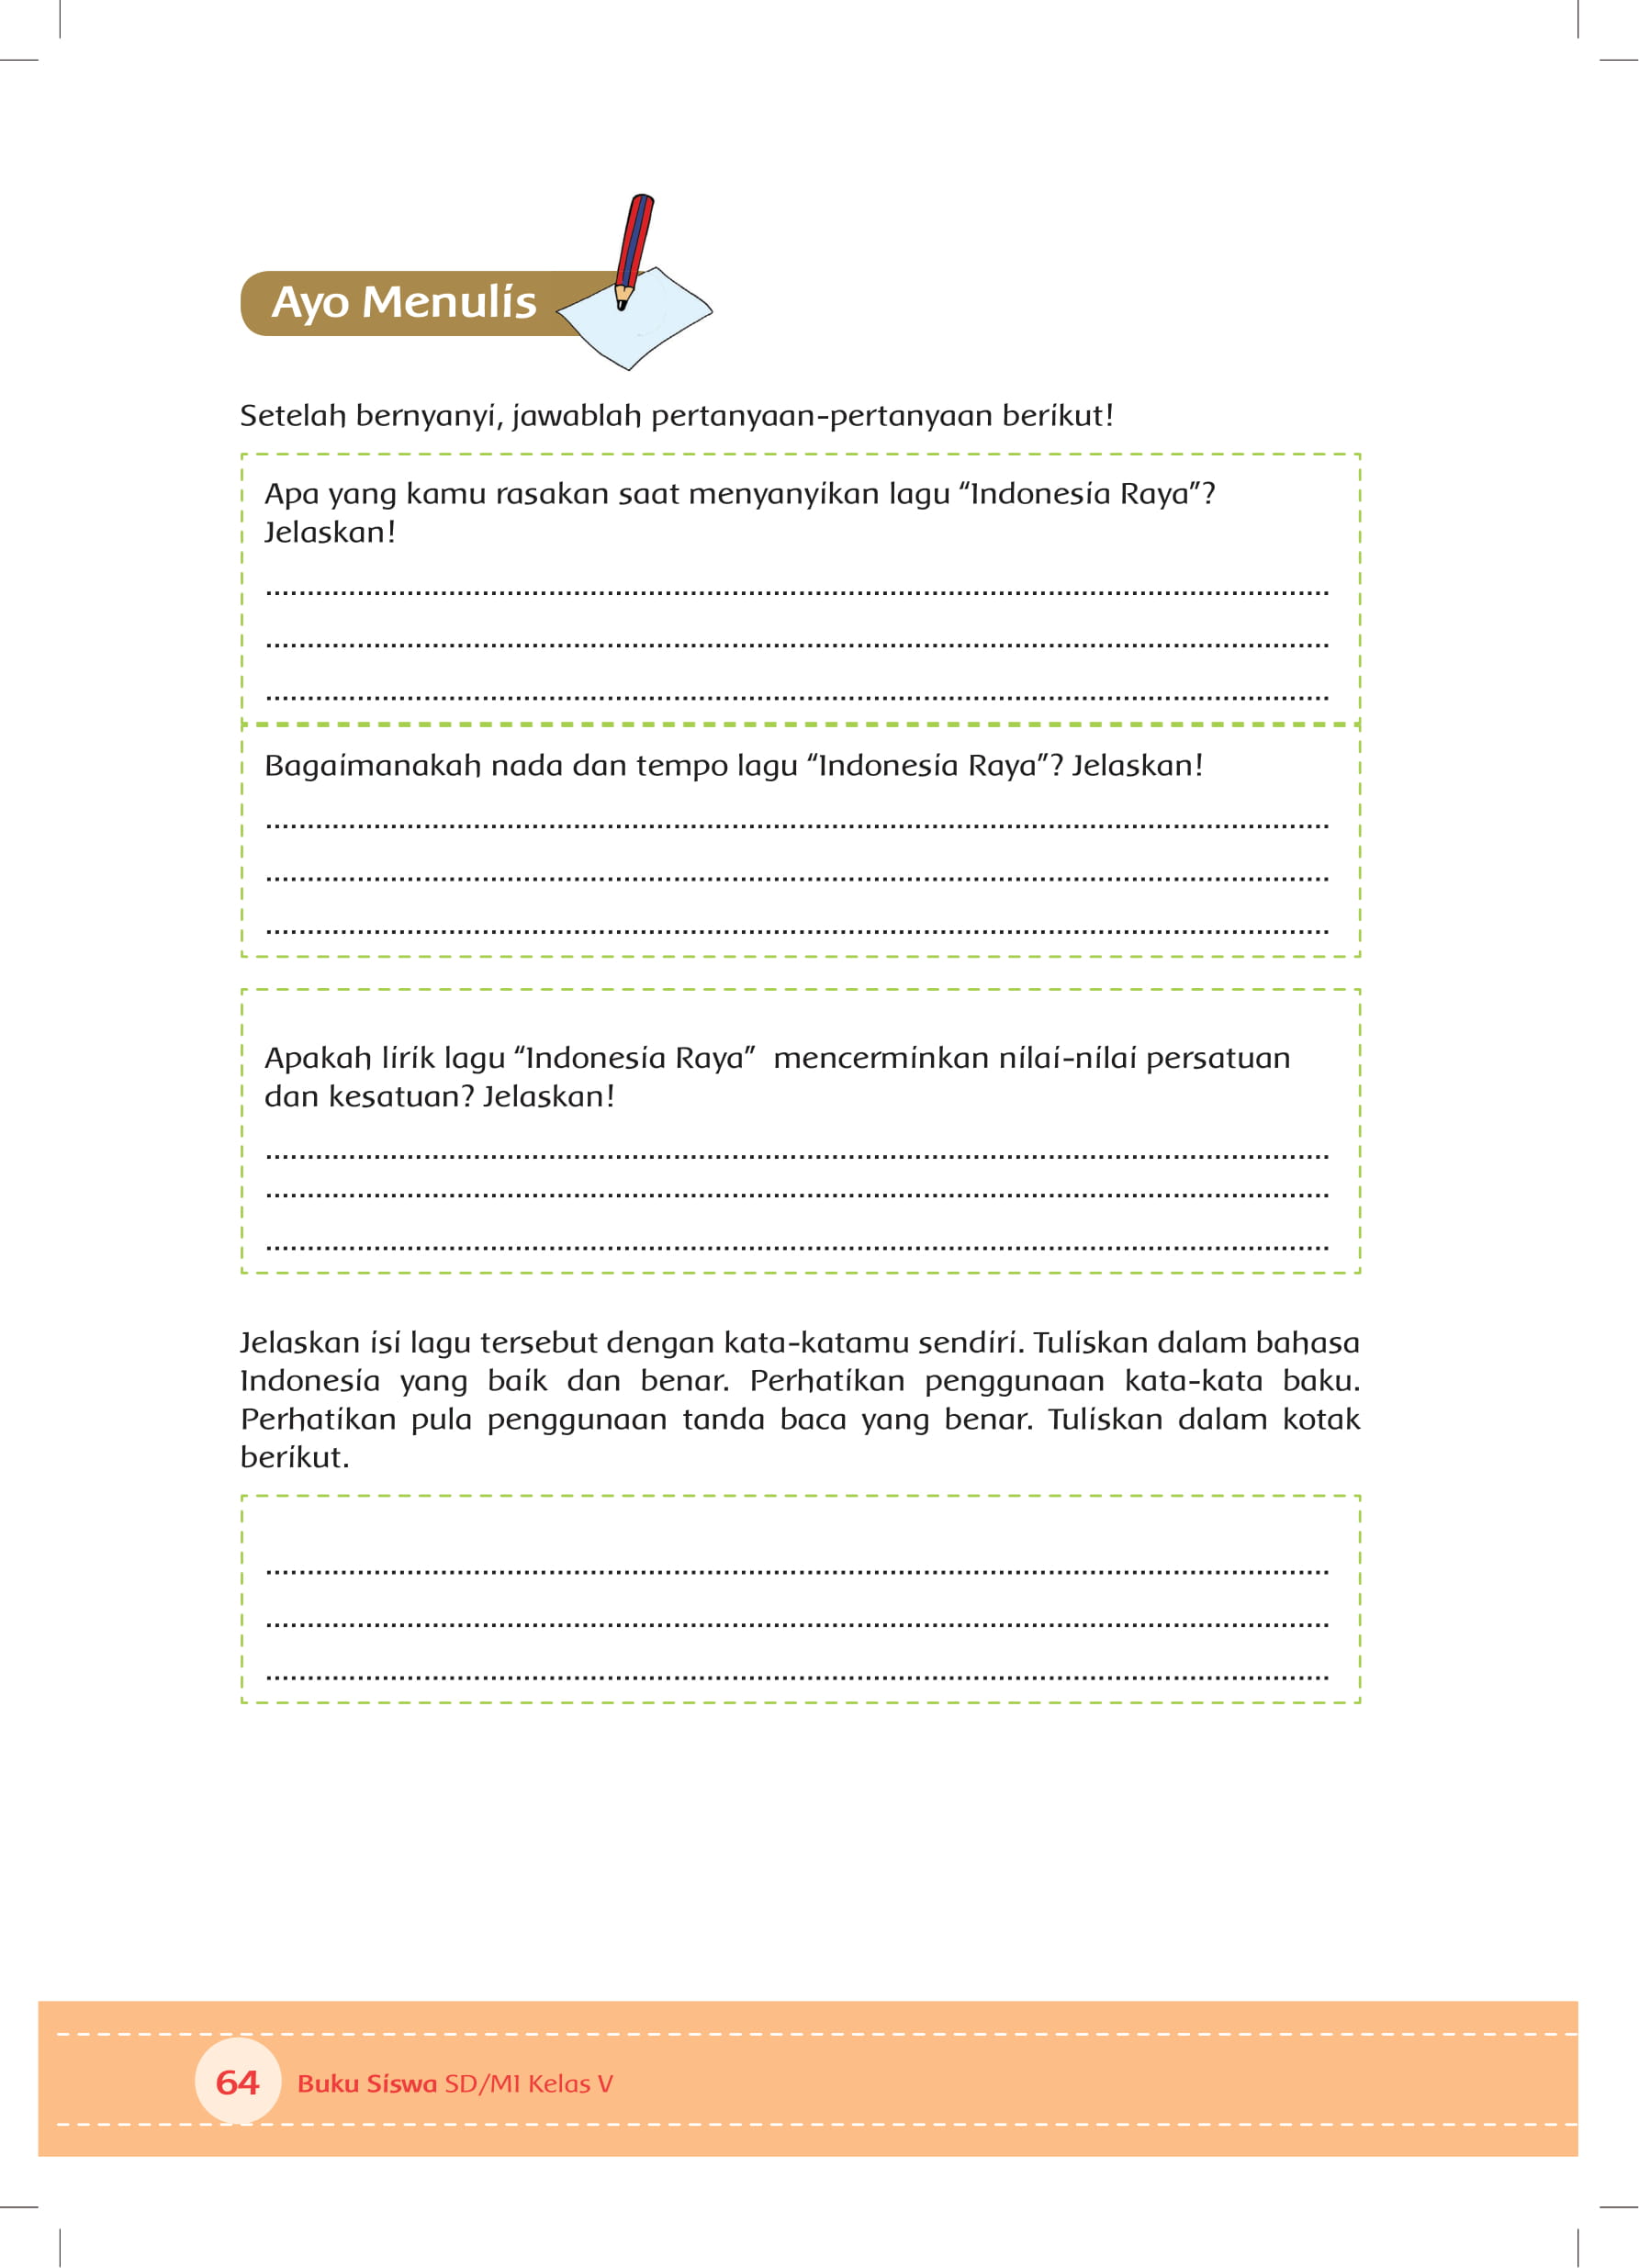 Ayo Menulis
Setelah bernyanyi, jawablah pertanyaan-pertanyaan berikut!
Apa yang kamu rasakan saat menyanyikan lagu “Indonesia Raya”?
Jelaskan!
Bagaimanakah nada dan tempo lagu “Indonesia Raya”? Jelaskan!
Apakah lirik lagu “Indonesia Raya” mencerminkan nilai-nilai persatuan
dan kesatuan? Jelaskan!
Jelaskan isi lagu tersebut dengan kata-katamu sendiri. Tuliskan dalam bahasa
Indonesia yang baik dan benar. Perhatikan penggunaan kata-kata baku.
Perhatikan pula penggunaan tanda baca yang benar. Tuliskan dalam kotak
berikut.
64 Buku Siswa SD/MI Kelas V